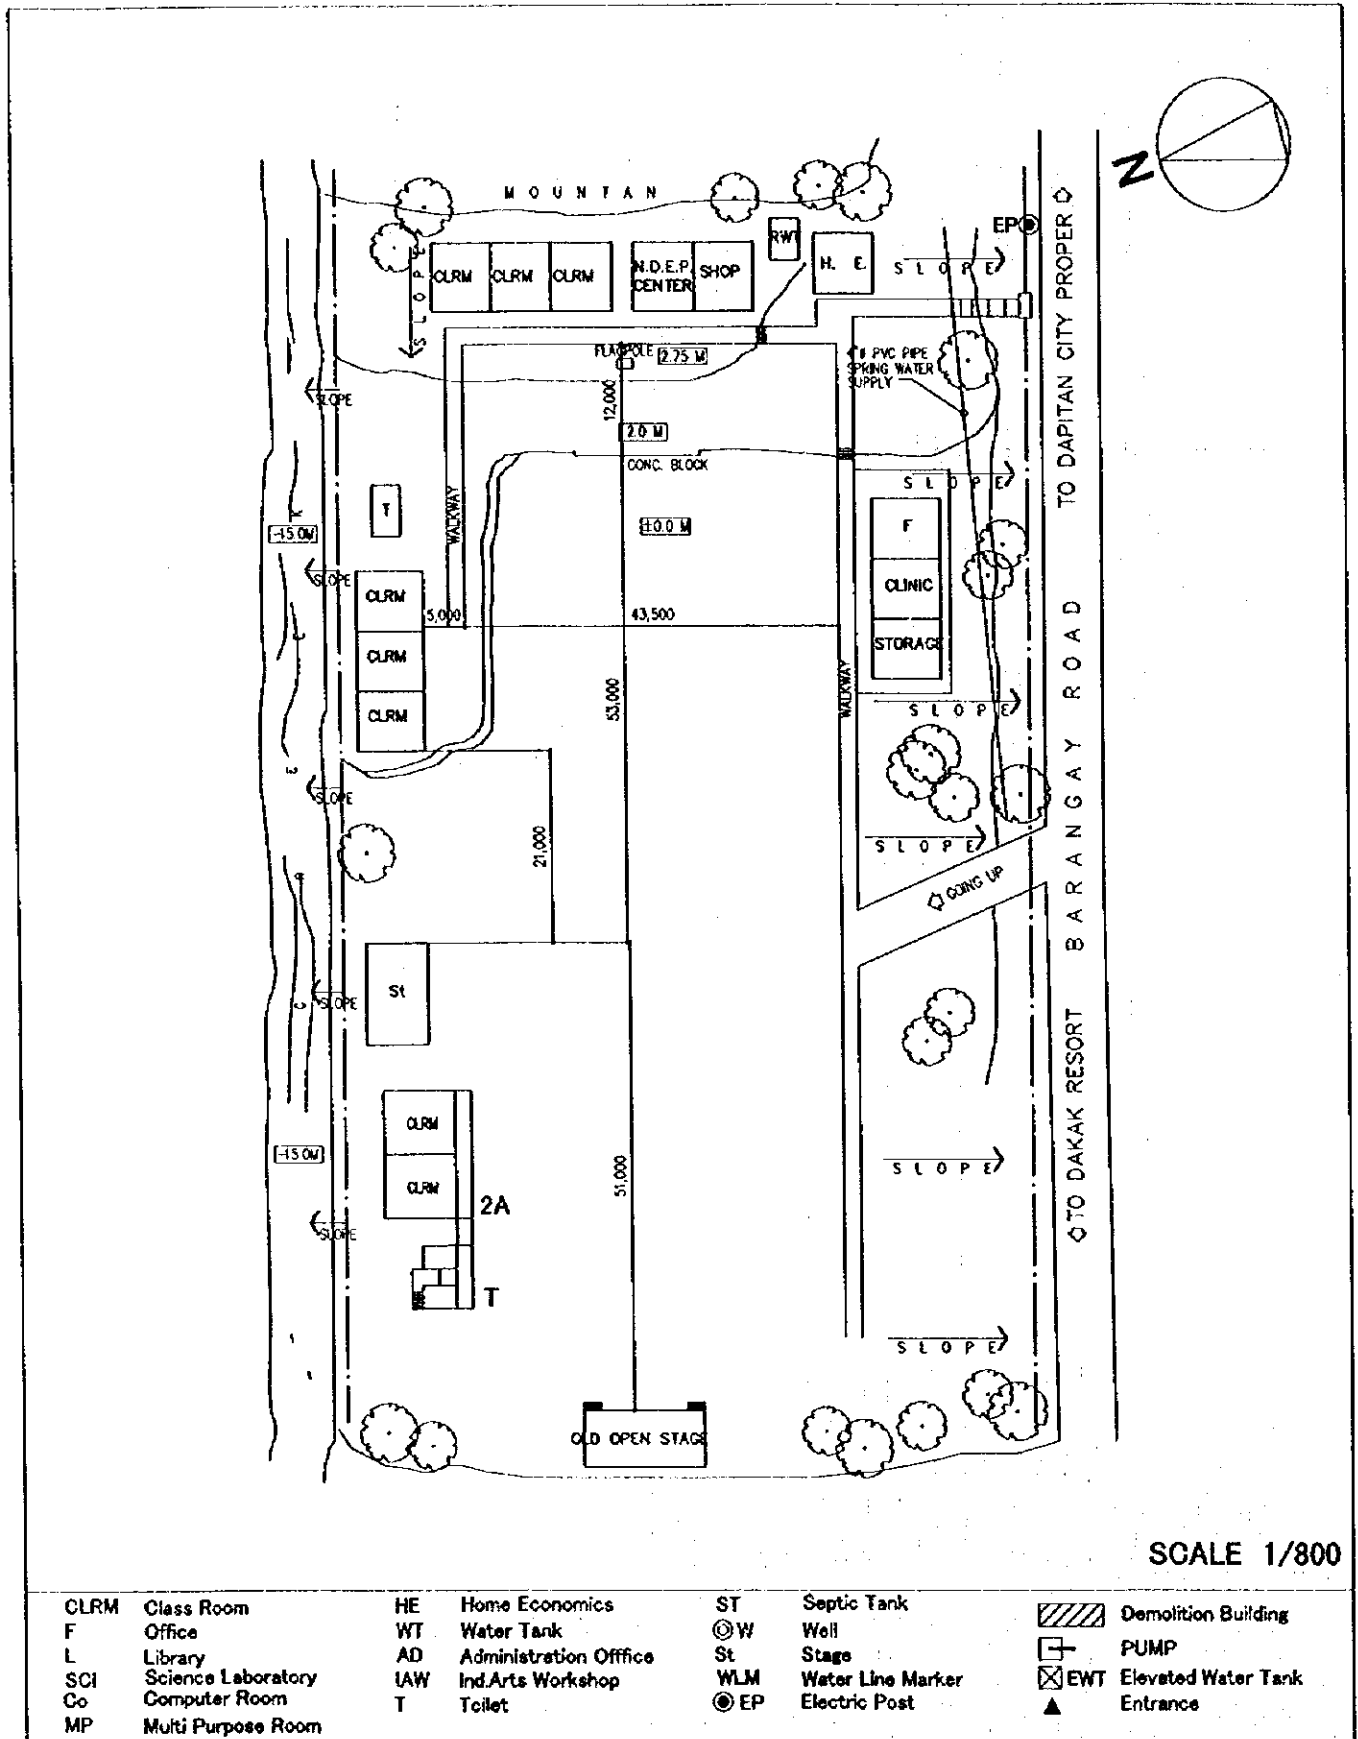 N
MOUNTAN
EP
RWT
H. E.
CLRM
CLRM
CLRM
N.D.E.P.
CENTER
SHOP
SLOPE
SLOPE
FLAGPOLE
2.75 M
4"ø PVC PIPE
SPRING WATER
SUPPLY
TO DAPITAN CITY PROPER
SLOPE
12,000
2.0 M
CONC. BLOCK
SLOPE
T
WALKWAY
±0.0 M
F
-15.0M
SLOPE
CLRM
CLINIC
5,000
43,500
CLRM
STORAGE
CLRM
53,000
WALKWAY
SLOPE
BARANGAY ROAD
SLOPE
21,000
SLOPE
GOING UP
CREEK
St
SLOPE
TO DAKAK RESORT
CLRM
-15.0M
SLOPE
CLRM
51,000
2A
SLOPE
T
SLOPE
OLD OPEN STAGE
SCALE 1/800
CLRM Class Room
F Office
L Library
SCI Science Laboratory
Co Computer Room
MP Multi Purpose Room
HE Home Economics
WT Water Tank
AD Administration Offfice
IAW Ind.Arts Workshop
T Toilet
ST Septic Tank
W Well
St Stage
WLM Water Line Marker
EP Electric Post
Demolition Building
PUMP
EWT Elevated Water Tank
Entrance